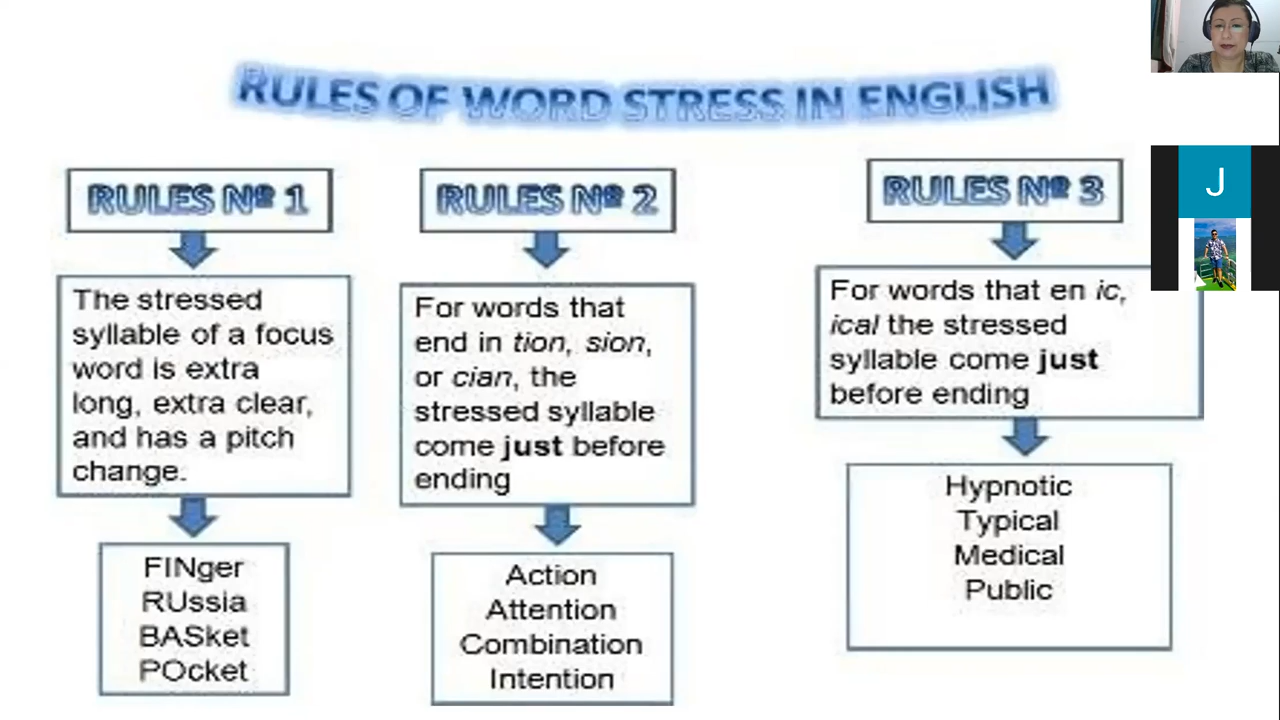 RULES OF WORD STRESS IN ENGLISH
RULES Nº 1
The stressed
syllable of a focus
word is extra
long, extra clear,
and has a pitch
change.
FINger
RUssia
BASket
POcket
RULES Nº 2
For words that
end in tion, sion,
or cian, the
stressed syllable
come just before
ending
Action
Attention
Combination
Intention
RULES Nº 3
For words that en ic,
ical the stressed
syllable come just
before ending
Hypnotic
Typical
Medical
Public
J